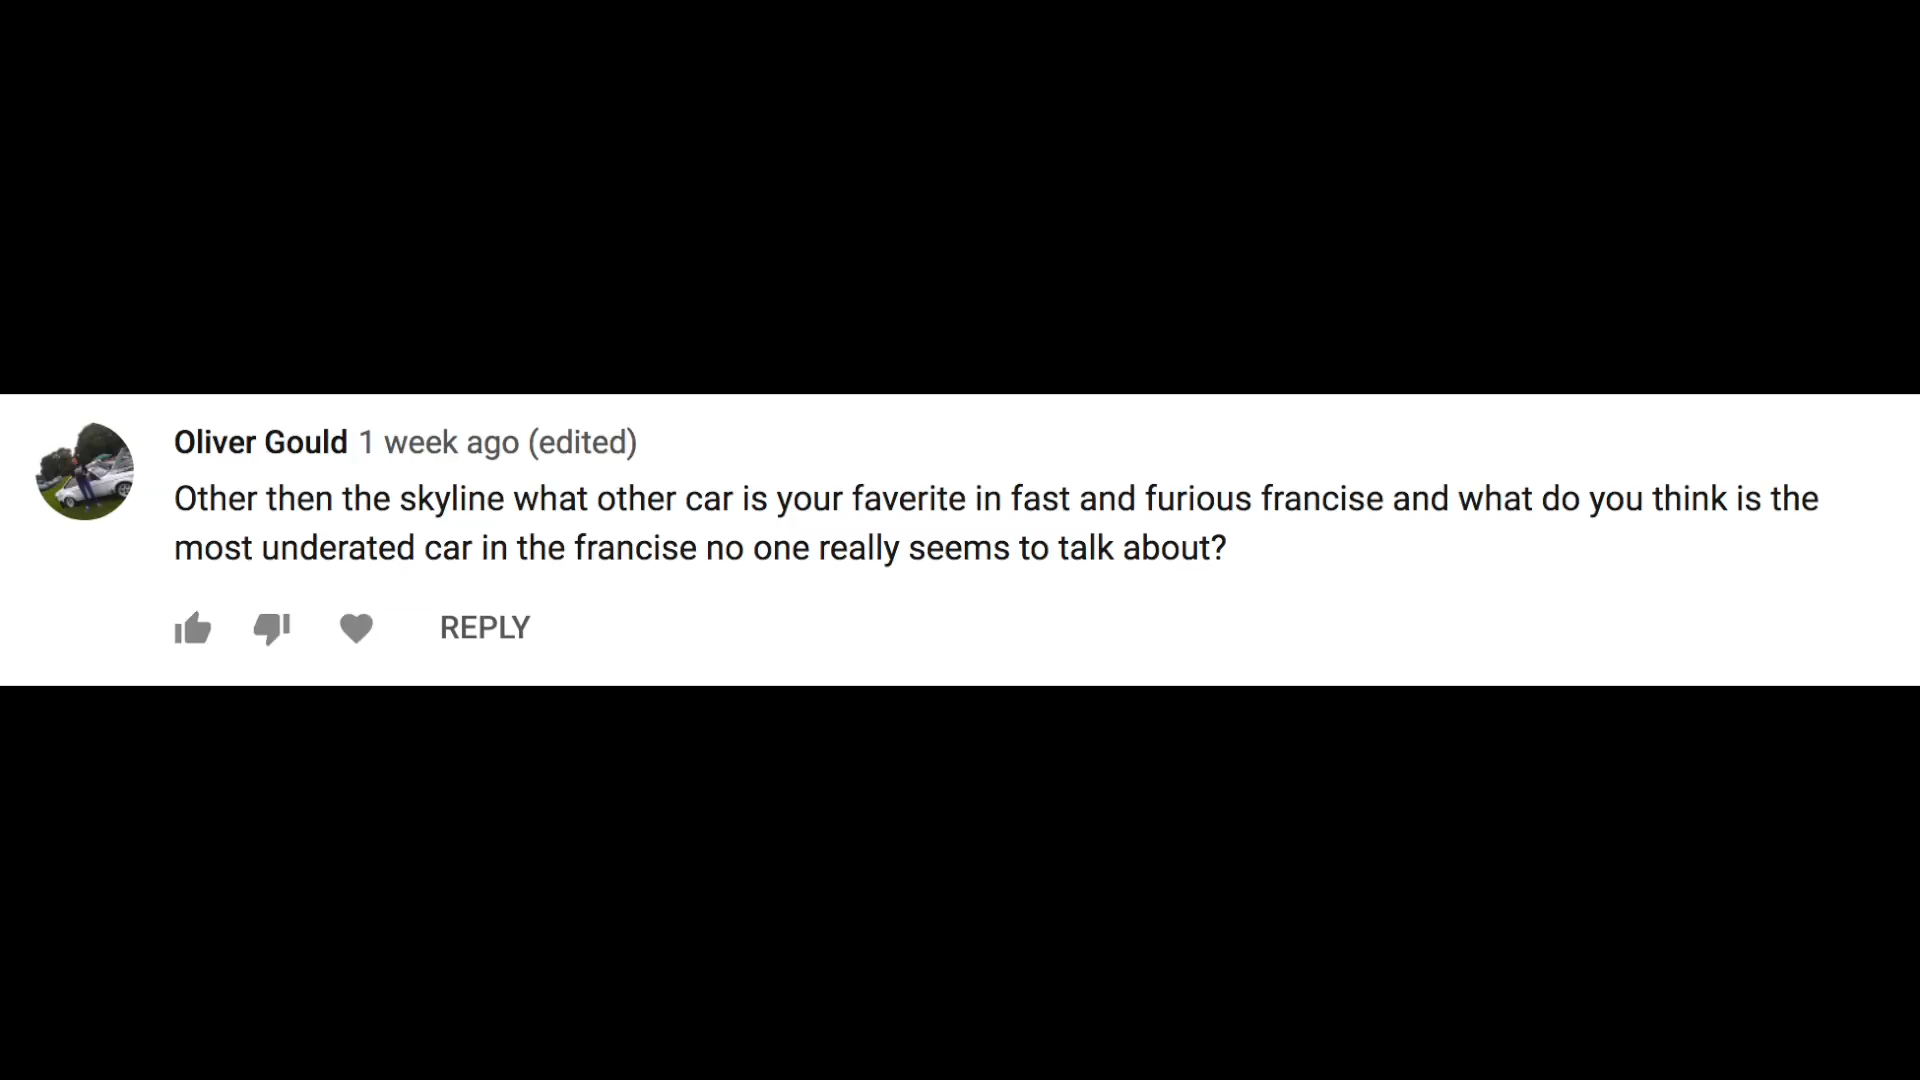 Oliver Gould 1 week ago (edited)
Other then the skyline what other car is your faverite in fast and furious francise and what do you think is the
most underated car in the francise no one really seems to talk about?
REPLY